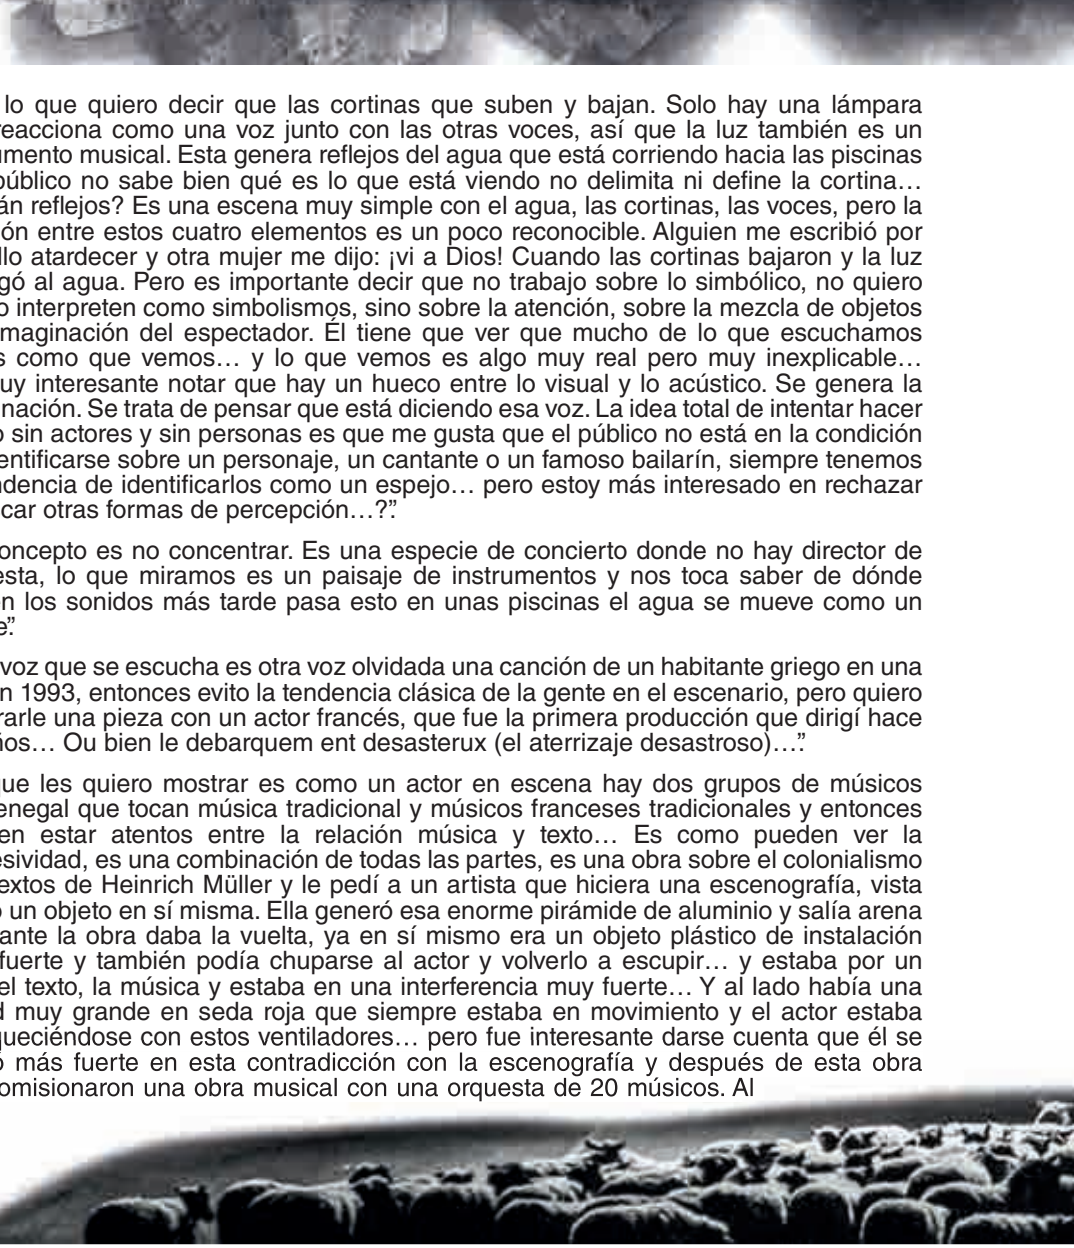 lo que quiero decir que las cortinas que suben y bajan. Solo hay una lámpara
reacciona como una voz junto con las otras voces, así que la luz también es un
umento musical. Esta genera reflejos del agua que está corriendo hacia las piscinas
público no sabe bien qué es lo que está viendo no delimita ni define la cortina…
án reflejos? Es una escena muy simple con el agua, las cortinas, las voces, pero la
ón entre estos cuatro elementos es un poco reconocible. Alguien me escribió por
llo atardecer y otra mujer me dijo: ¡vi a Dios! Cuando las cortinas bajaron y la luz
gó al agua. Pero es importante decir que no trabajo sobre lo simbólico, no quiero
o interpreten como simbolismos, sino sobre la atención, sobre la mezcla de objetos
maginación del espectador. Él tiene que ver que mucho de lo que escuchamos
s como que vemos… y lo que vemos es algo muy real pero muy inexplicable…
uy interesante notar que hay un hueco entre lo visual y lo acústico. Se genera la
nación. Se trata de pensar que está diciendo esa voz. La idea total de intentar hacer
o sin actores y sin personas es que me gusta que el público no está en la condición
entificarse sobre un personaje, un cantante o un famoso bailarín, siempre tenemos
ndencia de identificarlos como un espejo… pero estoy más interesado en rechazar
car otras formas de percepción…?”.
oncepto es no concentrar. Es una especie de concierto donde no hay director de
esta, lo que miramos es un paisaje de instrumentos y nos toca saber de dónde
n los sonidos más tarde pasa esto en unas piscinas el agua se mueve como un
e”.
voz que se escucha es otra voz olvidada una canción de un habitante griego en una
n 1993, entonces evito la tendencia clásica de la gente en el escenario, pero quiero
rarle una pieza con un actor francés, que fue la primera producción que dirigí hace
ños… Ou bien le debarquem ent desasterux (el aterrizaje desastroso)…”.
que les quiero mostrar es como un actor en escena hay dos grupos de músicos
enegal que tocan música tradicional y músicos franceses tradicionales y entonces
en estar atentos entre la relación música y texto… Es como pueden ver la
esividad, es una combinación de todas las partes, es una obra sobre el colonialismo
extos de Heinrich Müller y le pedí a un artista que hiciera una escenografía, vista
o un objeto en sí misma. Ella generó esa enorme pirámide de aluminio y salía arena
ante la obra daba la vuelta, ya en sí mismo era un objeto plástico de instalación
fuerte y también podía chuparse al actor y volverlo a escupir… y estaba por un
el texto, la música y estaba en una interferencia muy fuerte… Y al lado había una
d muy grande en seda roja que siempre estaba en movimiento y el actor estaba
queciéndose con estos ventiladores… pero fue interesante darse cuenta que él se
o más fuerte en esta contradicción con la escenografía y después de esta obra
omisionaron una obra musical con una orquesta de 20 músicos. Al